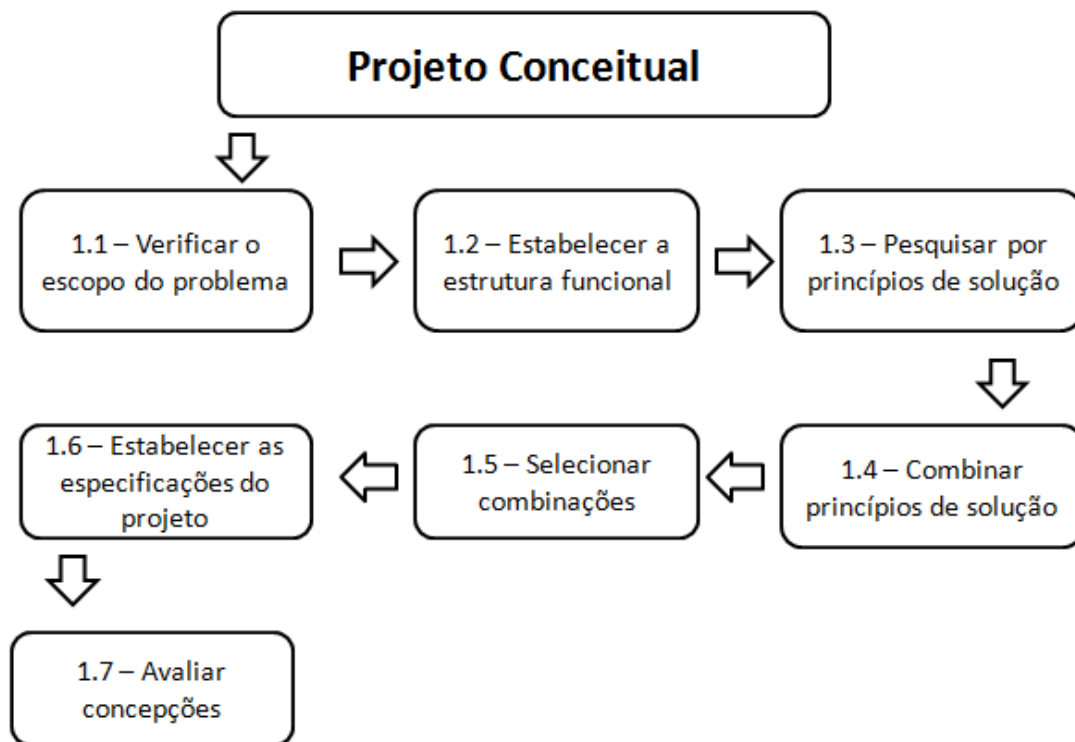 Projeto Conceitual
1.1 – Verificar o
escopo do problema
1.2 – Estabelecer a
estrutura funcional
1.3 – Pesquisar por
princípios de solução
1.4 – Combinar
princípios de solução
1.5 – Selecionar
combinações
1.6 – Estabelecer as
especificações do
projeto
1.7 – Avaliar
concepções